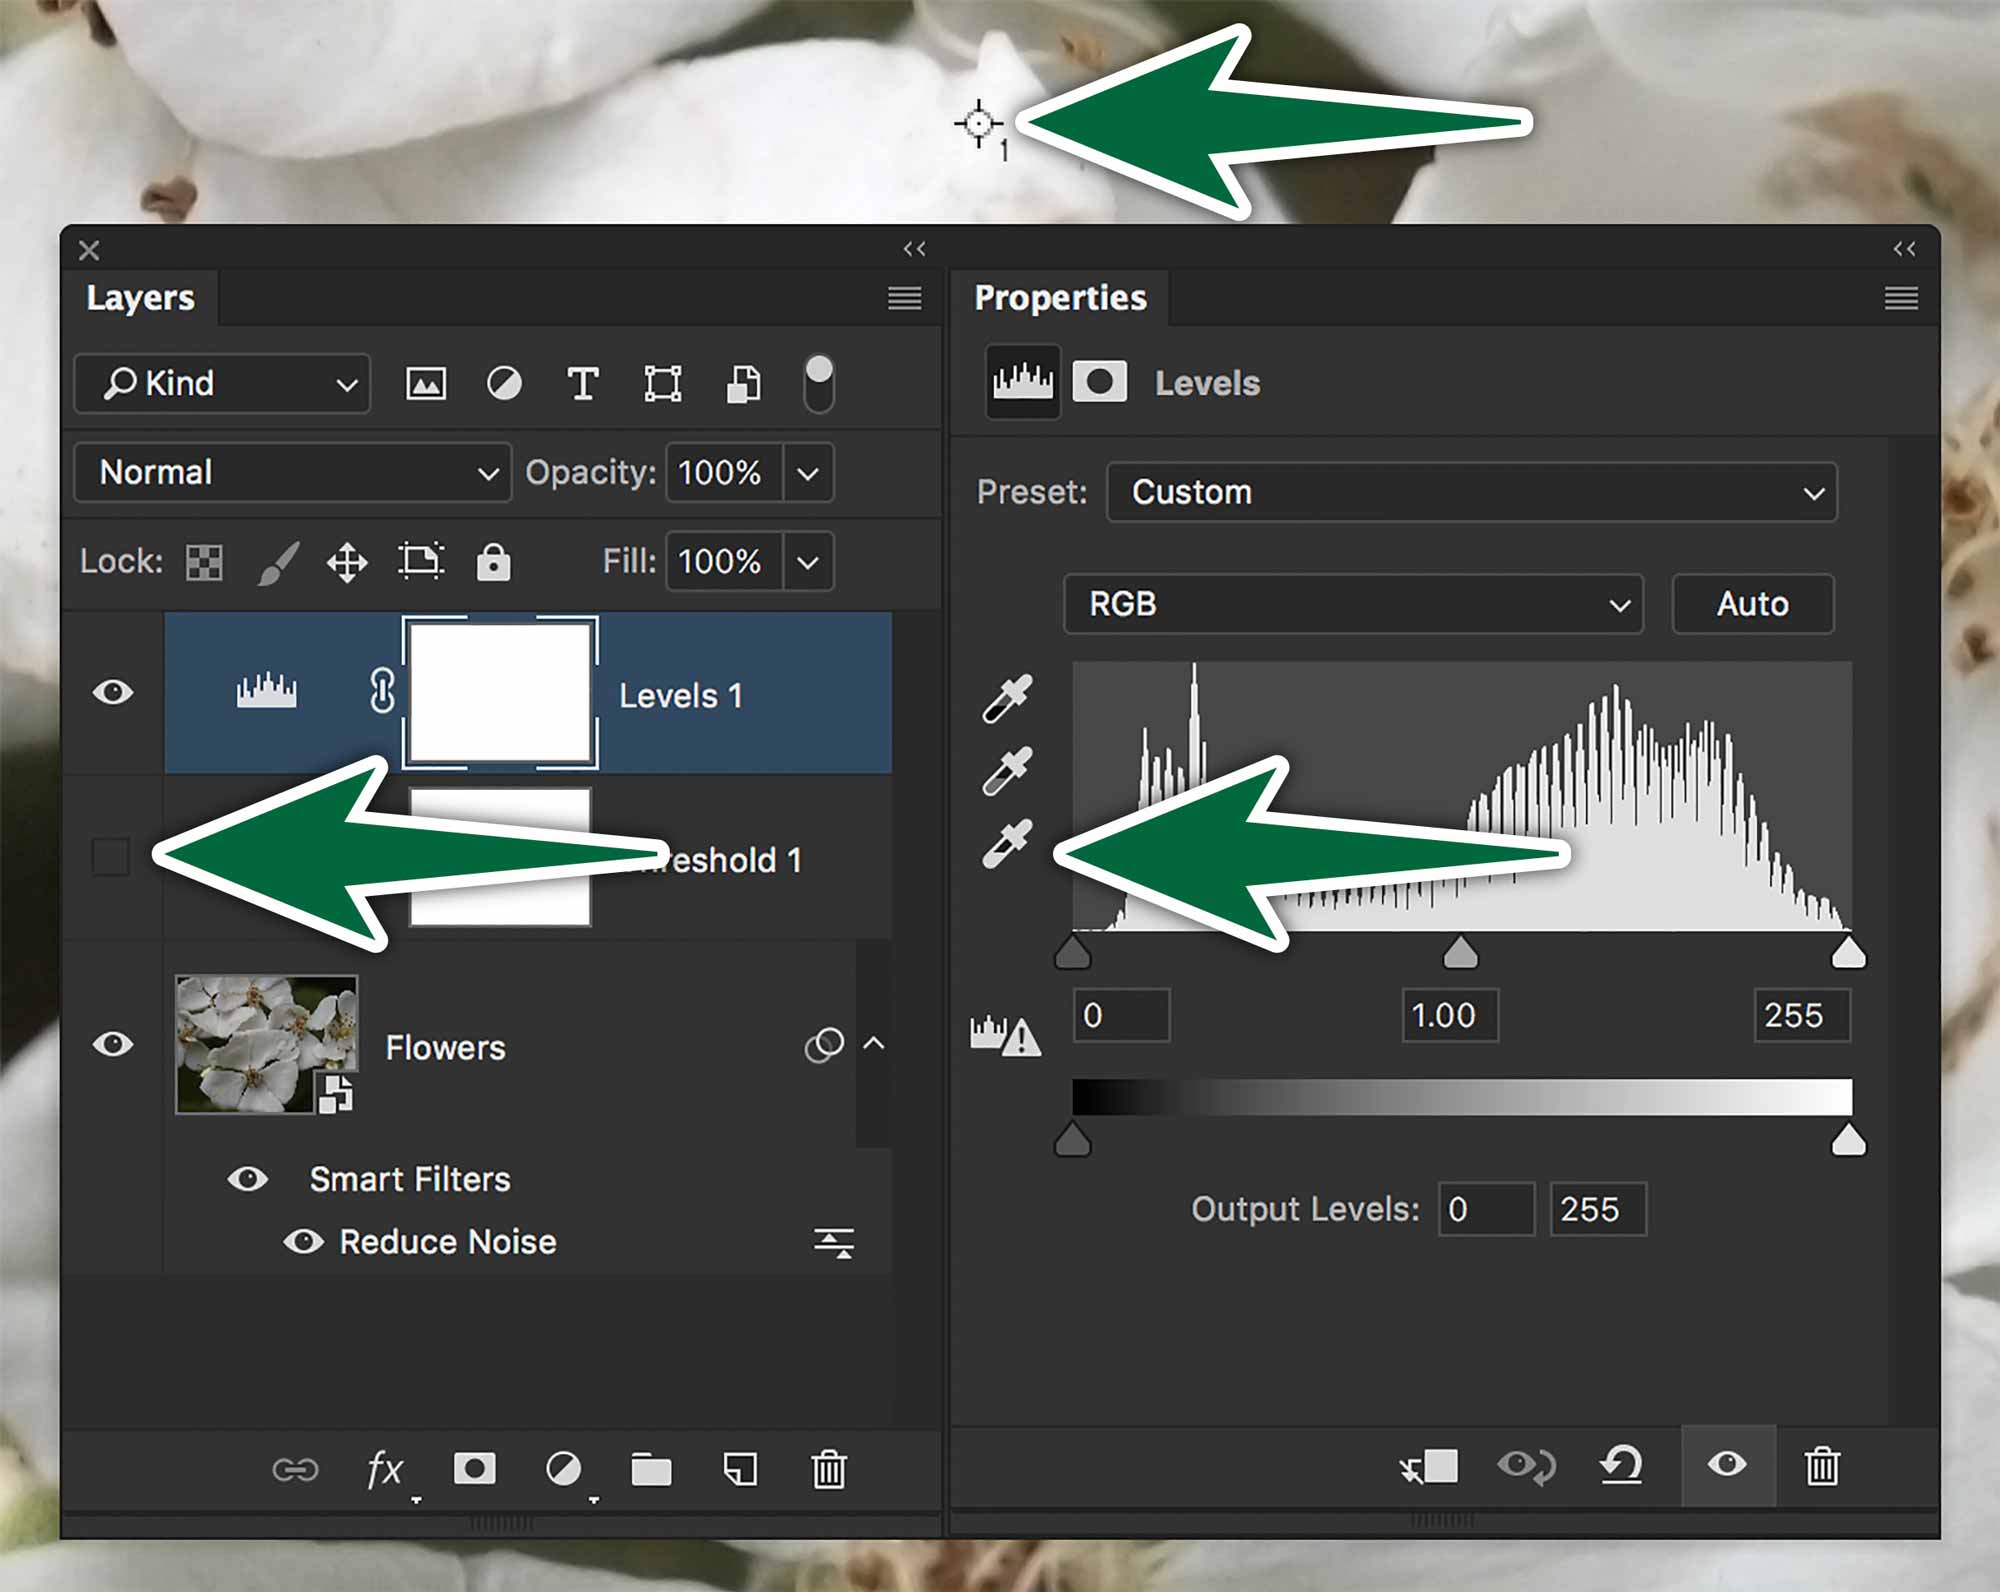 1
Layers
Kind
Normal
Opacity: 100%
Lock:
Fill: 100%
Levels 1
reshold 1
Flowers
Smart Filters
Reduce Noise
fx
Properties
Levels
Preset: Custom
RGB
Auto
0
1.00
255
Output Levels: 0 255